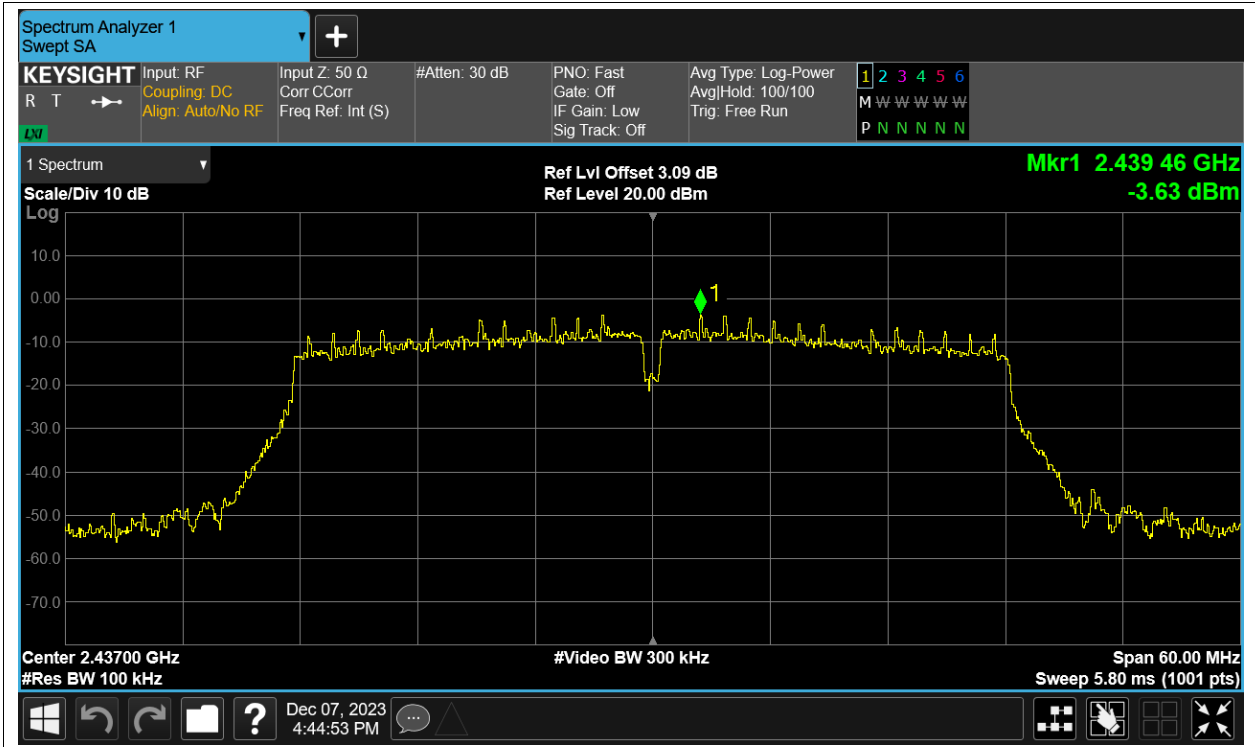 Spectrum Analyzer 1
Swept SA
KEYSIGHT
R T
LXI
Input: RF
Coupling: DC
Align: Auto/No RF
Input Z: 50 Ω
Corr CCorr
Freq Ref: Int (S)
#Atten: 30 dB
PNO: Fast
Gate: Off
IF Gain: Low
Sig Track: Off
Avg Type: Log-Power
Avg|Hold: 100/100
Trig: Free Run
1 2 3 4 5 6
M W W W W W W
P N N N N N N
1 Spectrum
Scale/Div 10 dB
Log
Ref Lvl Offset 3.09 dB
Ref Level 20.00 dBm
Mkr1 2.439 46 GHz
-3.63 dBm
10.0
0.00
-10.0
-20.0
-30.0
-40.0
-50.0
-60.0
-70.0
1
Center 2.43700 GHz
#Res BW 100 kHz
#Video BW 300 kHz
Span 60.00 MHz
Sweep 5.80 ms (1001 pts)
?
Dec 07, 2023
4:44:53 PM